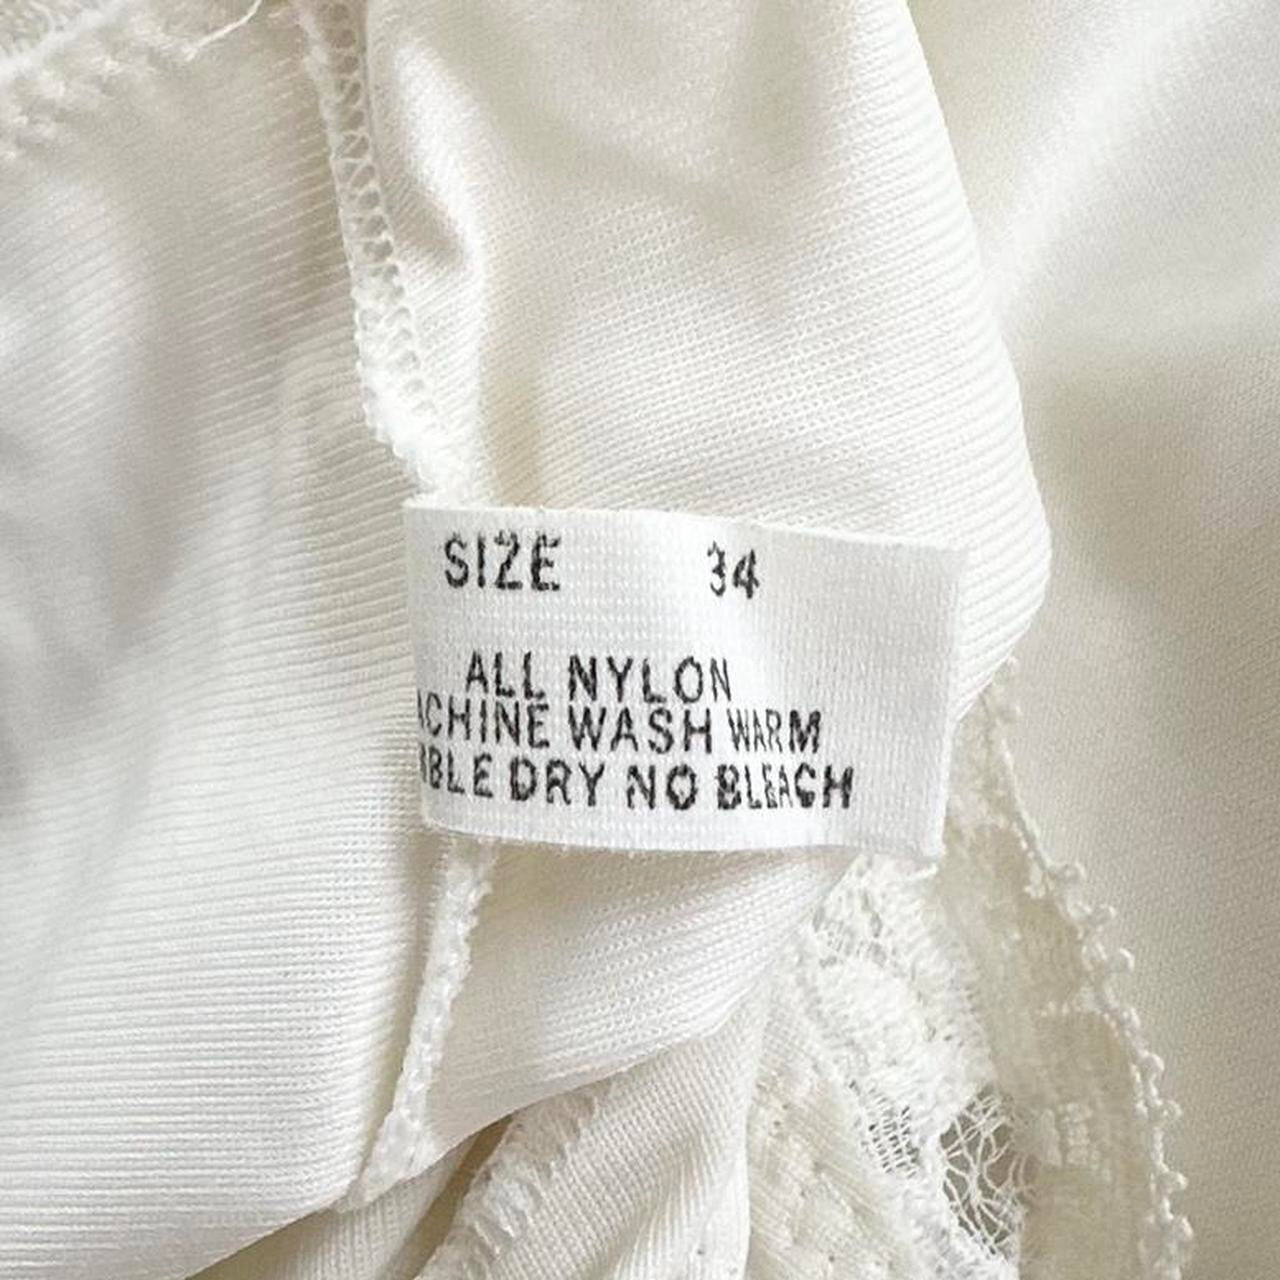 SIZE 34
ALL NYLON
ACHINE WASH WARM
BLE DRY NO BLEACH